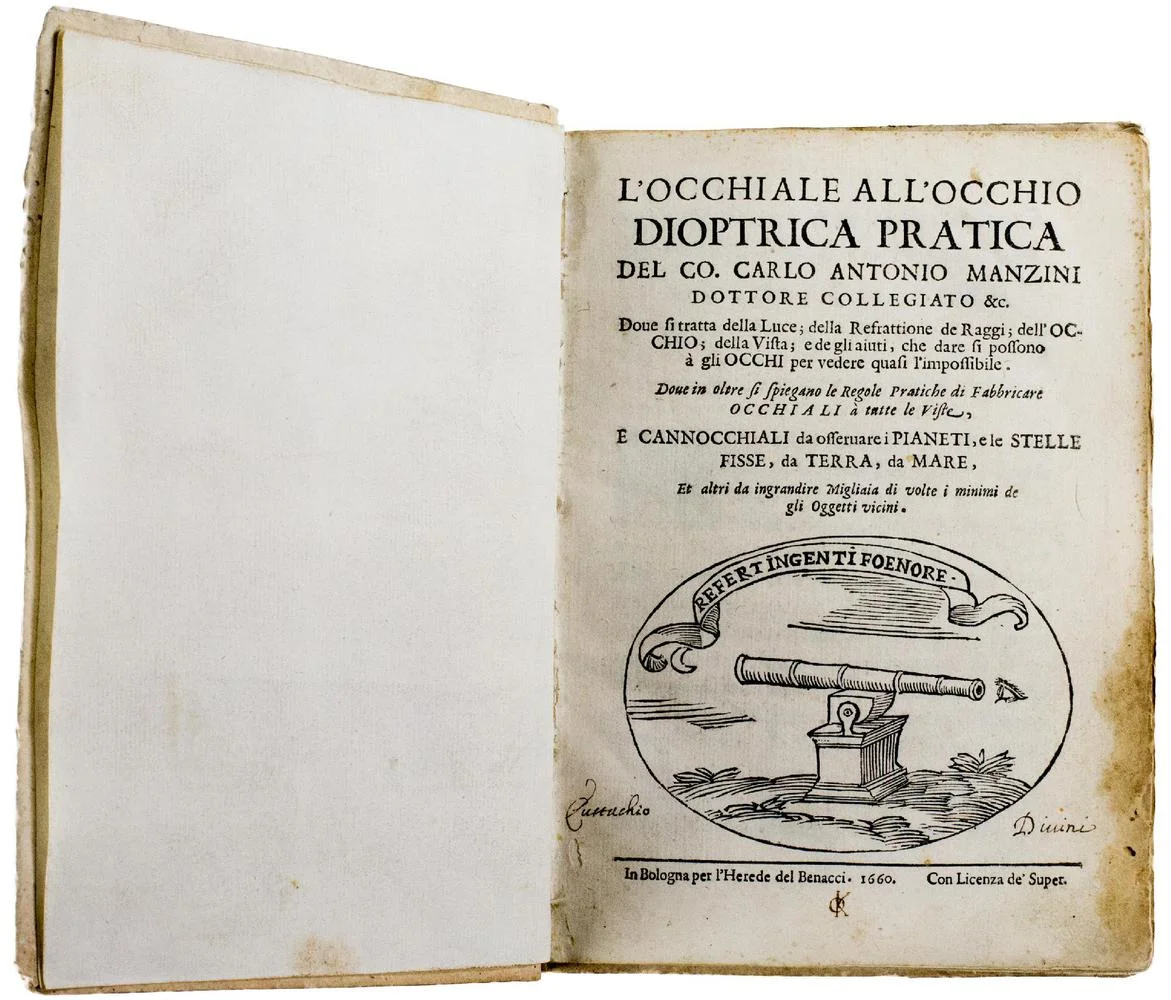 L'OCCHIALE ALL'OCCHIO
DIOPTRICA PRATICA
DEL CO. CARLO ANTONIO MANZINI
DOTTORE COLLEGIATO &c.
Doue ſi tratta della Luce; della Refrattione de Raggi; dell'OC-
CHIO; della Viſta; e de gli aiuti, che dare ſi poſſono
à gli OCCHI per vedere quaſi l'impoſſibile.
Doue in oltre ſi ſpiegano le Regole Pratiche di Fabbricare
OCCHIALI à tutte le Viſte,
E CANNOCCHIALI da oſſeruare i PIANETI, e le STELLE
FISSE, da TERRA, da MARE,
Et altri da ingrandire Migliaia di volte i minimi de
gli Oggetti vicini.
REFERT INGENTI FOENORE.
Eustachio Diuini
In Bologna per l'Herede del Benacci. 1660. Con Licenza de' Super.